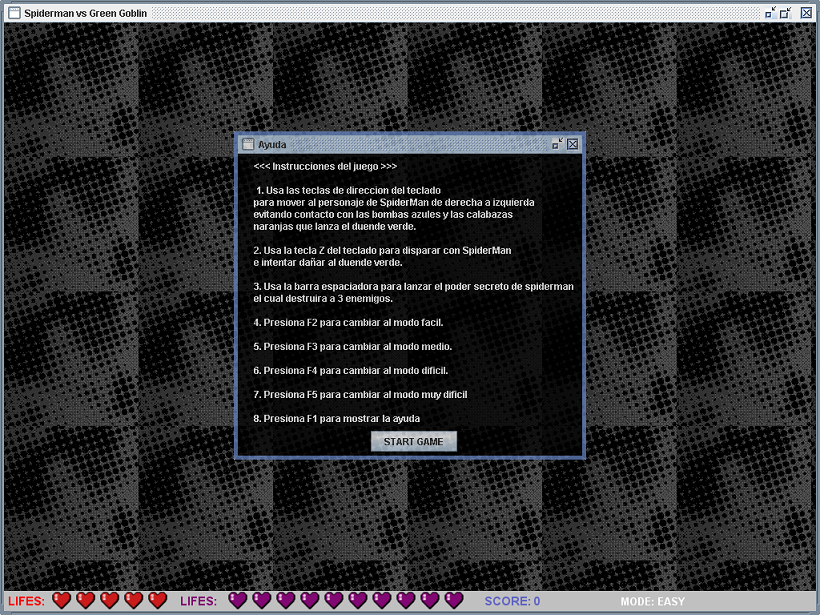 Spiderman vs Green Goblin
Ayuda
<<< Instrucciones del juego >>>
1. Usa las teclas de direccion del teclado
para mover al personaje de SpiderMan de derecha a izquierda
evitando contacto con las bombas azules y las calabazas
naranjas que lanza el duende verde.
2. Usa la tecla Z del teclado para disparar con SpiderMan
e intentar dañar al duende verde.
3. Usa la barra espaciadora para lanzar el poder secreto de spiderman
el cual destruira a 3 enemigos.
4. Presiona F2 para cambiar al modo facil.
5. Presiona F3 para cambiar al modo medio.
6. Presiona F4 para cambiar al modo dificil.
7. Presiona F5 para cambiar al modo muy dificil
8. Presiona F1 para mostrar la ayuda
START GAME
LIFES: LIFES: SCORE: 0 MODE: EASY